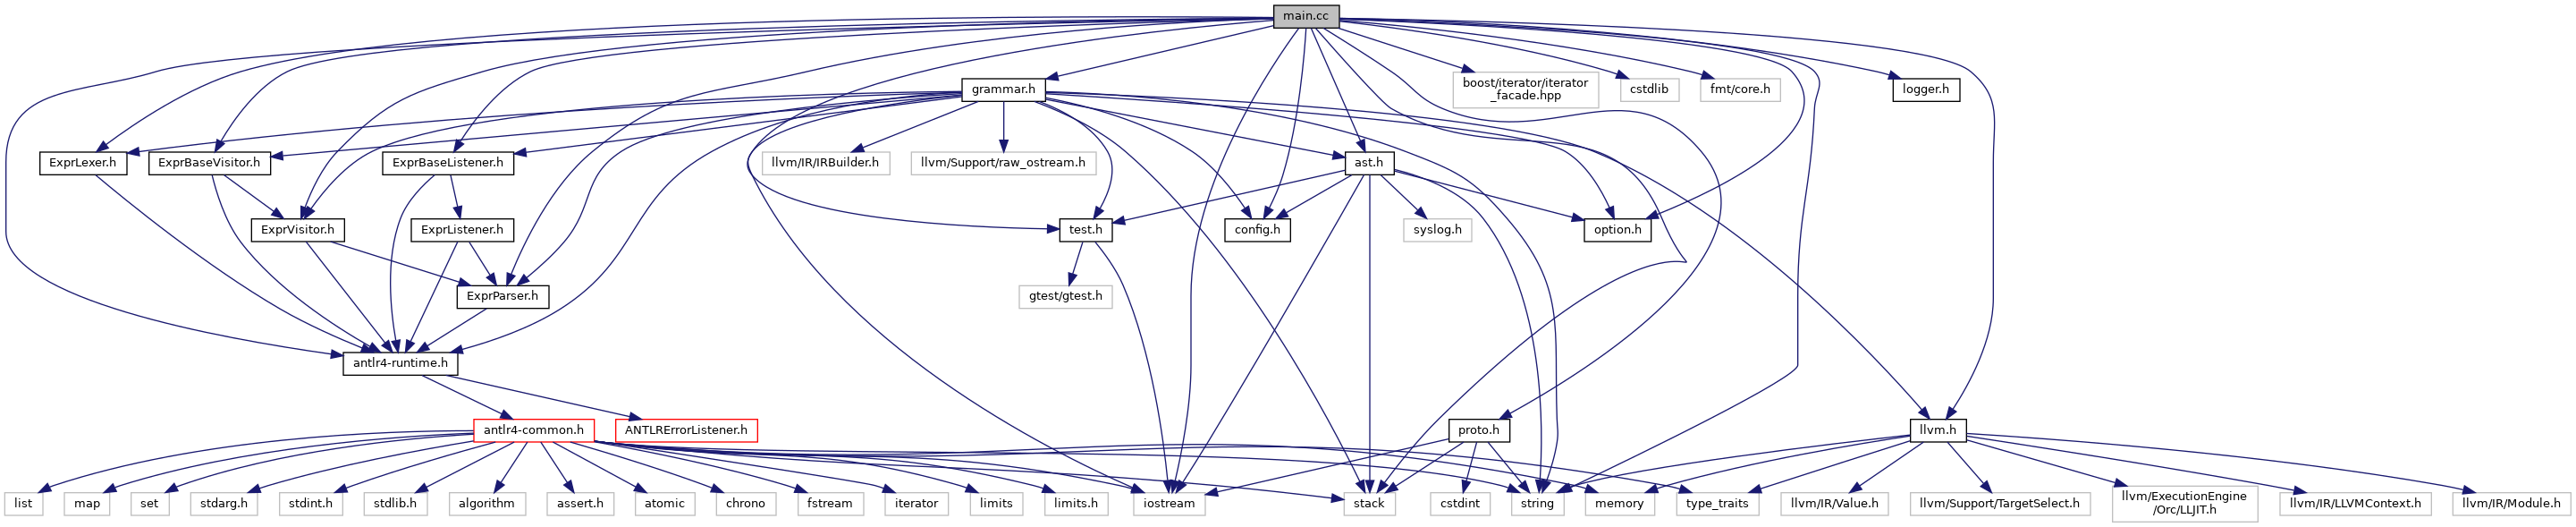 main.cc
grammar.h
boost/iterator/iterator
_facade.hpp
cstdlib
fmt/core.h
logger.h
ExprLexer.h
ExprBaseVisitor.h
ExprBaseListener.h
llvm/IR/IRBuilder.h
llvm/Support/raw_ostream.h
ast.h
ExprVisitor.h
ExprListener.h
test.h
config.h
syslog.h
option.h
ExprParser.h
gtest/gtest.h
antlr4-runtime.h
antlr4-common.h
ANTLRErrorListener.h
proto.h
llvm.h
list
map
set
stdarg.h
stdint.h
stdlib.h
algorithm
assert.h
atomic
chrono
fstream
iterator
limits
limits.h
iostream
stack
cstdint
string
memory
type_traits
llvm/IR/Value.h
llvm/Support/TargetSelect.h
llvm/ExecutionEngine
/Orc/LLJIT.h
llvm/IR/LLVMContext.h
llvm/IR/Module.h